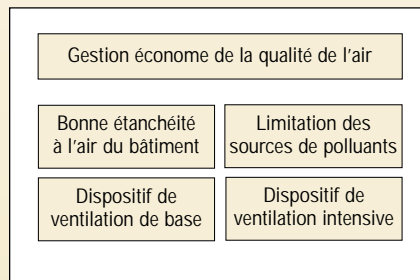 Gestion économe de la qualité de l'air
Bonne étanchéité
à l'air du bâtiment
Limitation des
sources de polluants
Dispositif de
ventilation de base
Dispositif de
ventilation intensive